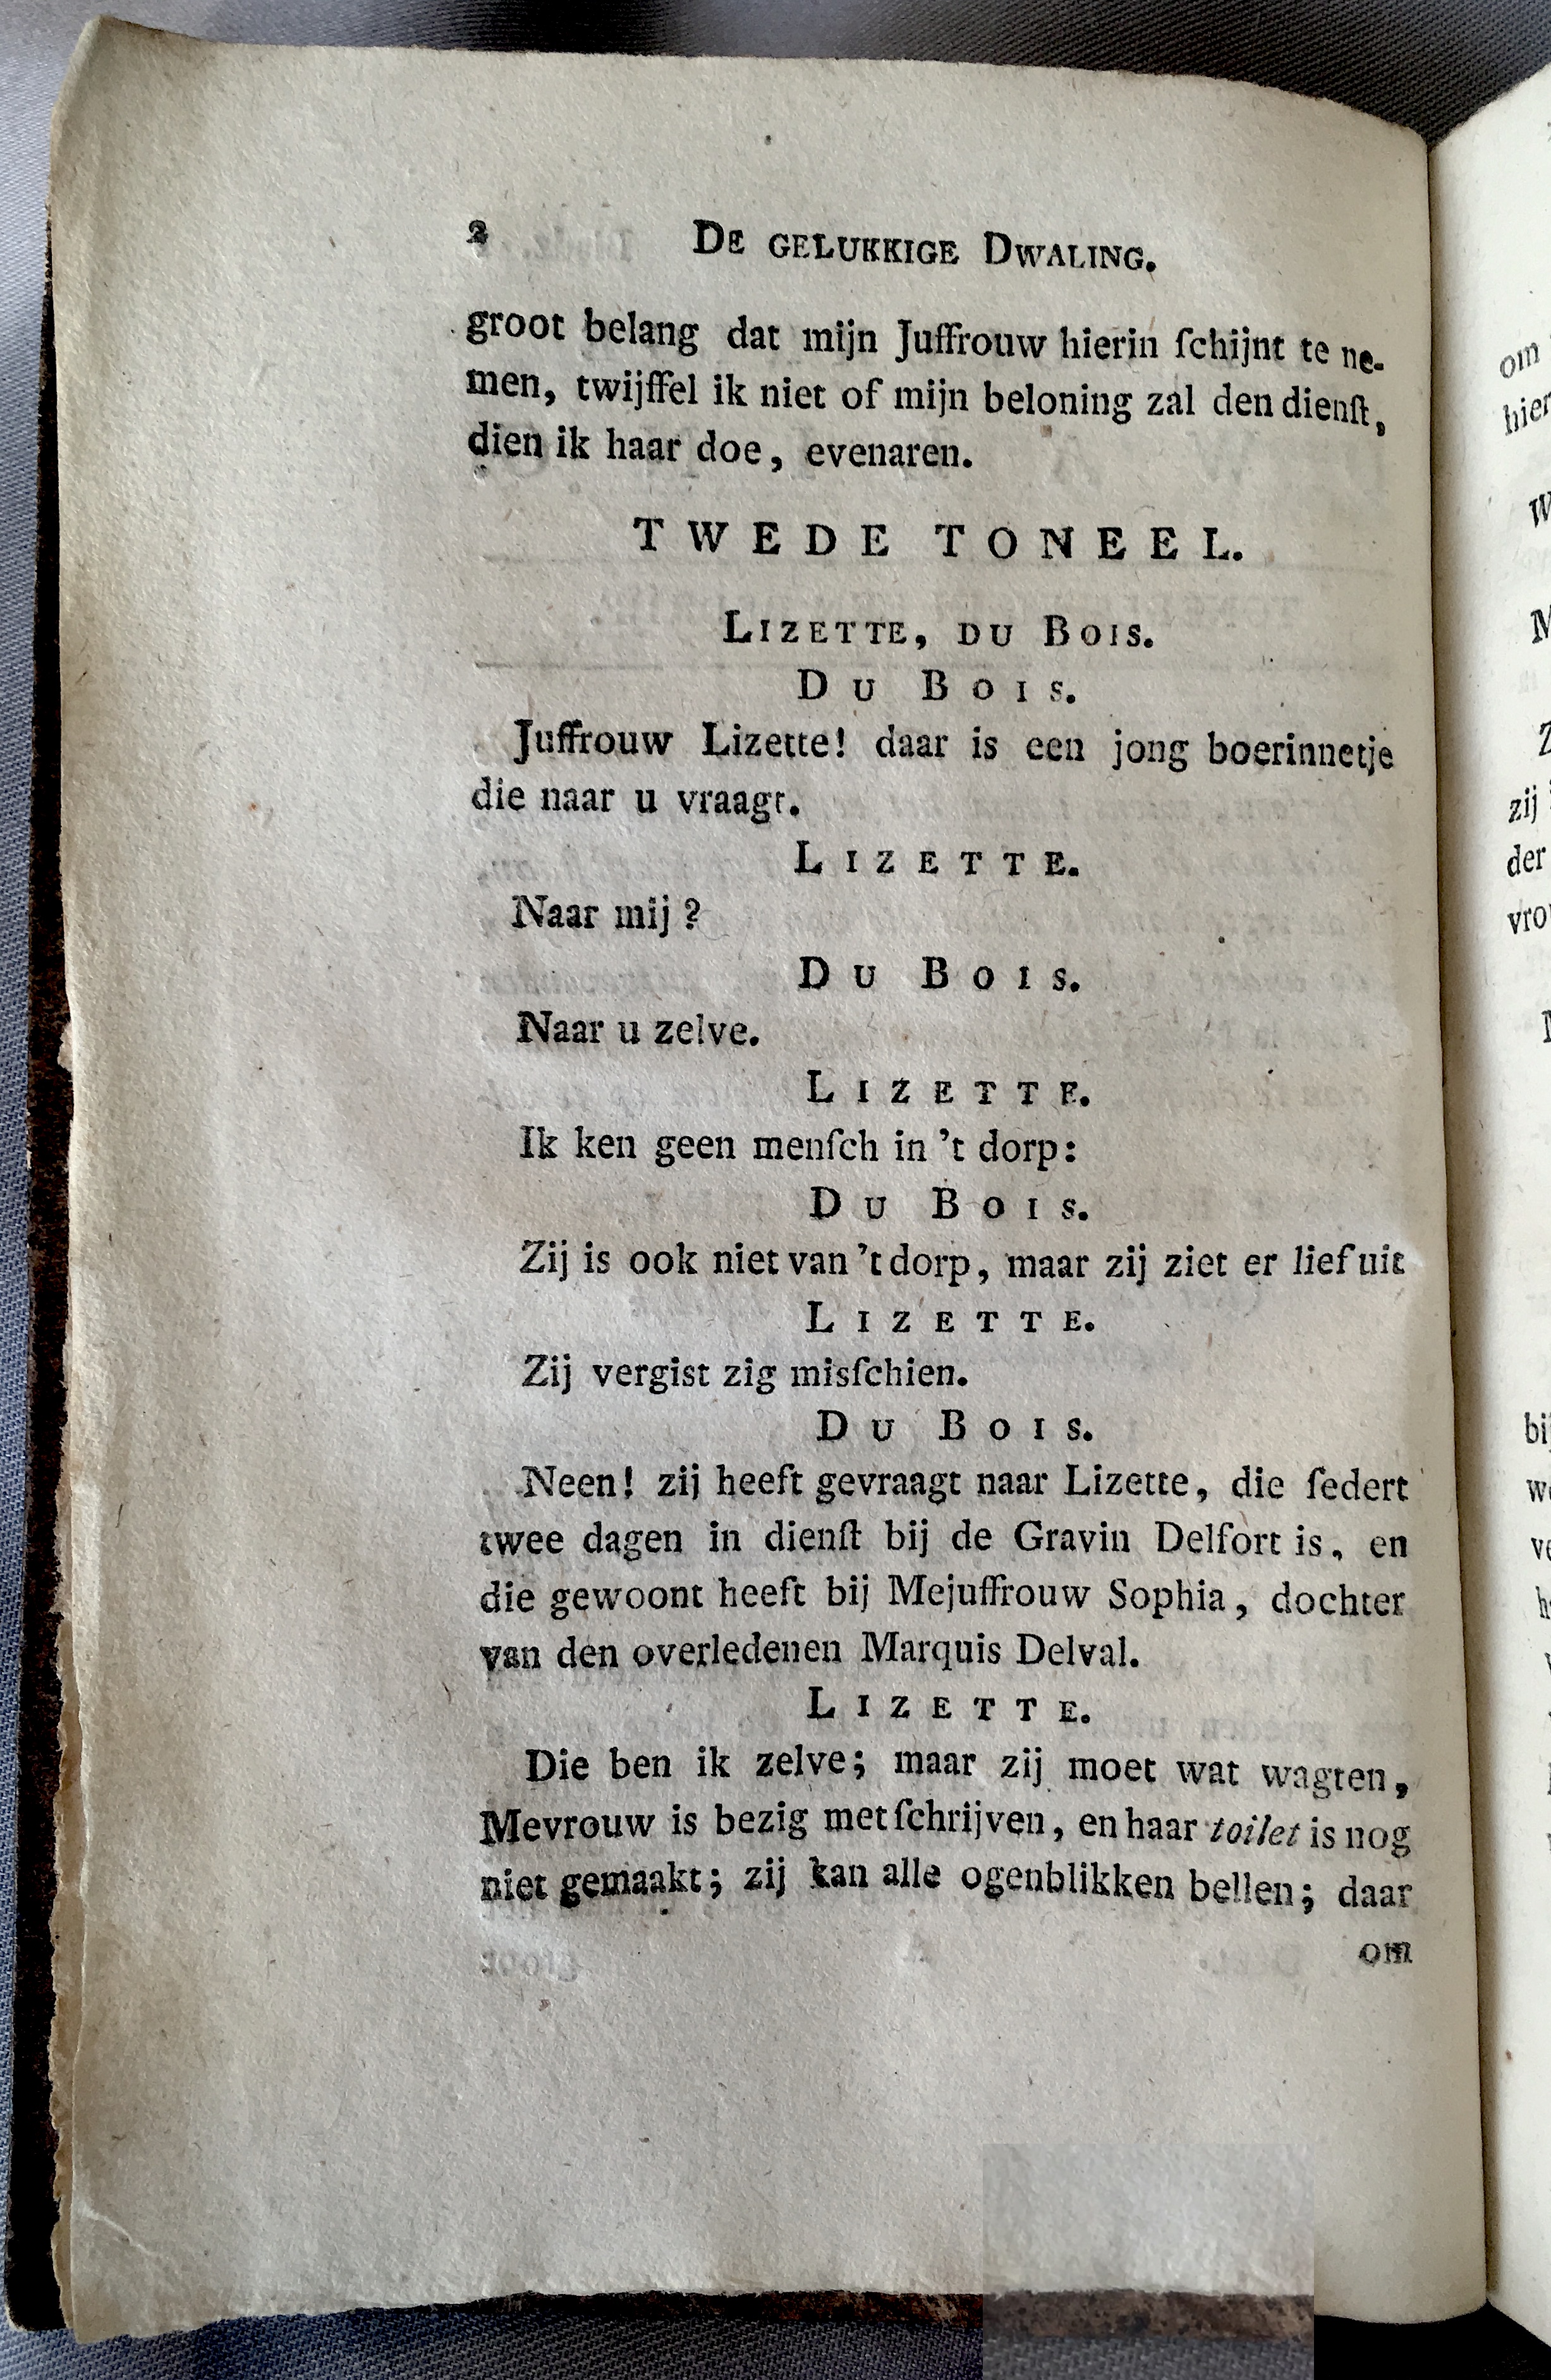 2 De gelukkige Dwaling.
groot belang dat mijn Juffrouw hierin ſchijnt te ne-
men, twijffel ik niet of mijn beloning zal den dienſt,
dien ik haar doe, evenaren.
TWEDE TONEEL.
Lizette, du Bois.
Du Bois.
Juffrouw Lizette! daar is een jong boerinnetje
die naar u vraagt.
Lizette.
Naar mij?
Du Bois.
Naar u zelve.
Lizette.
Ik ken geen menſch in 't dorp:
Du Bois.
Zij is ook niet van 't dorp, maar zij ziet er lief uit
Lizette.
Zij vergist zig misſchien.
Du Bois.
Neen! zij heeft gevraagt naar Lizette, die ſedert
twee dagen in dienſt bij de Gravin Delfort is, en
die gewoont heeft bij Mejuffrouw Sophia, dochter
van den overledenen Marquis Delval.
Lizette.
Die ben ik zelve; maar zij moet wat wagten,
Mevrouw is bezig met ſchrijven, en haar toilet is nog
niet gemaakt; zij kan alle ogenblikken bellen; daar
om
om
hier
zij
der